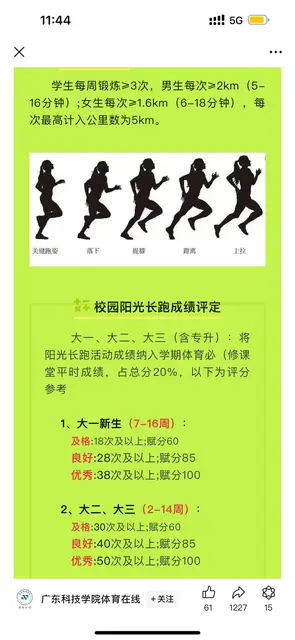 11:44
5G
学生每周锻炼≥3次，男生每次≥2km（5-
16分钟）;女生每次≥1.6km（6-18分钟），每
次最高计入公里数为5km。
关键跑姿 落下 提膝 距离 上拉
校园阳光长跑成绩评定
大一、大二、大三（含专升）：将
阳光长跑活动成绩纳入学期体育必（修课
堂平时成绩，占总分20%，以下为评分
参考
1、大一新生（7-16周）：
及格:18次及以上;赋分60
良好:28次及以上;赋分85
优秀:38次及以上;赋分100
2、大二、大三（2-14周）：
及格:30次及以上;赋分60
良好:40次及以上;赋分85
优秀:50次及以上;赋分100
广东科技学院体育在线 +关注 61 1227 15